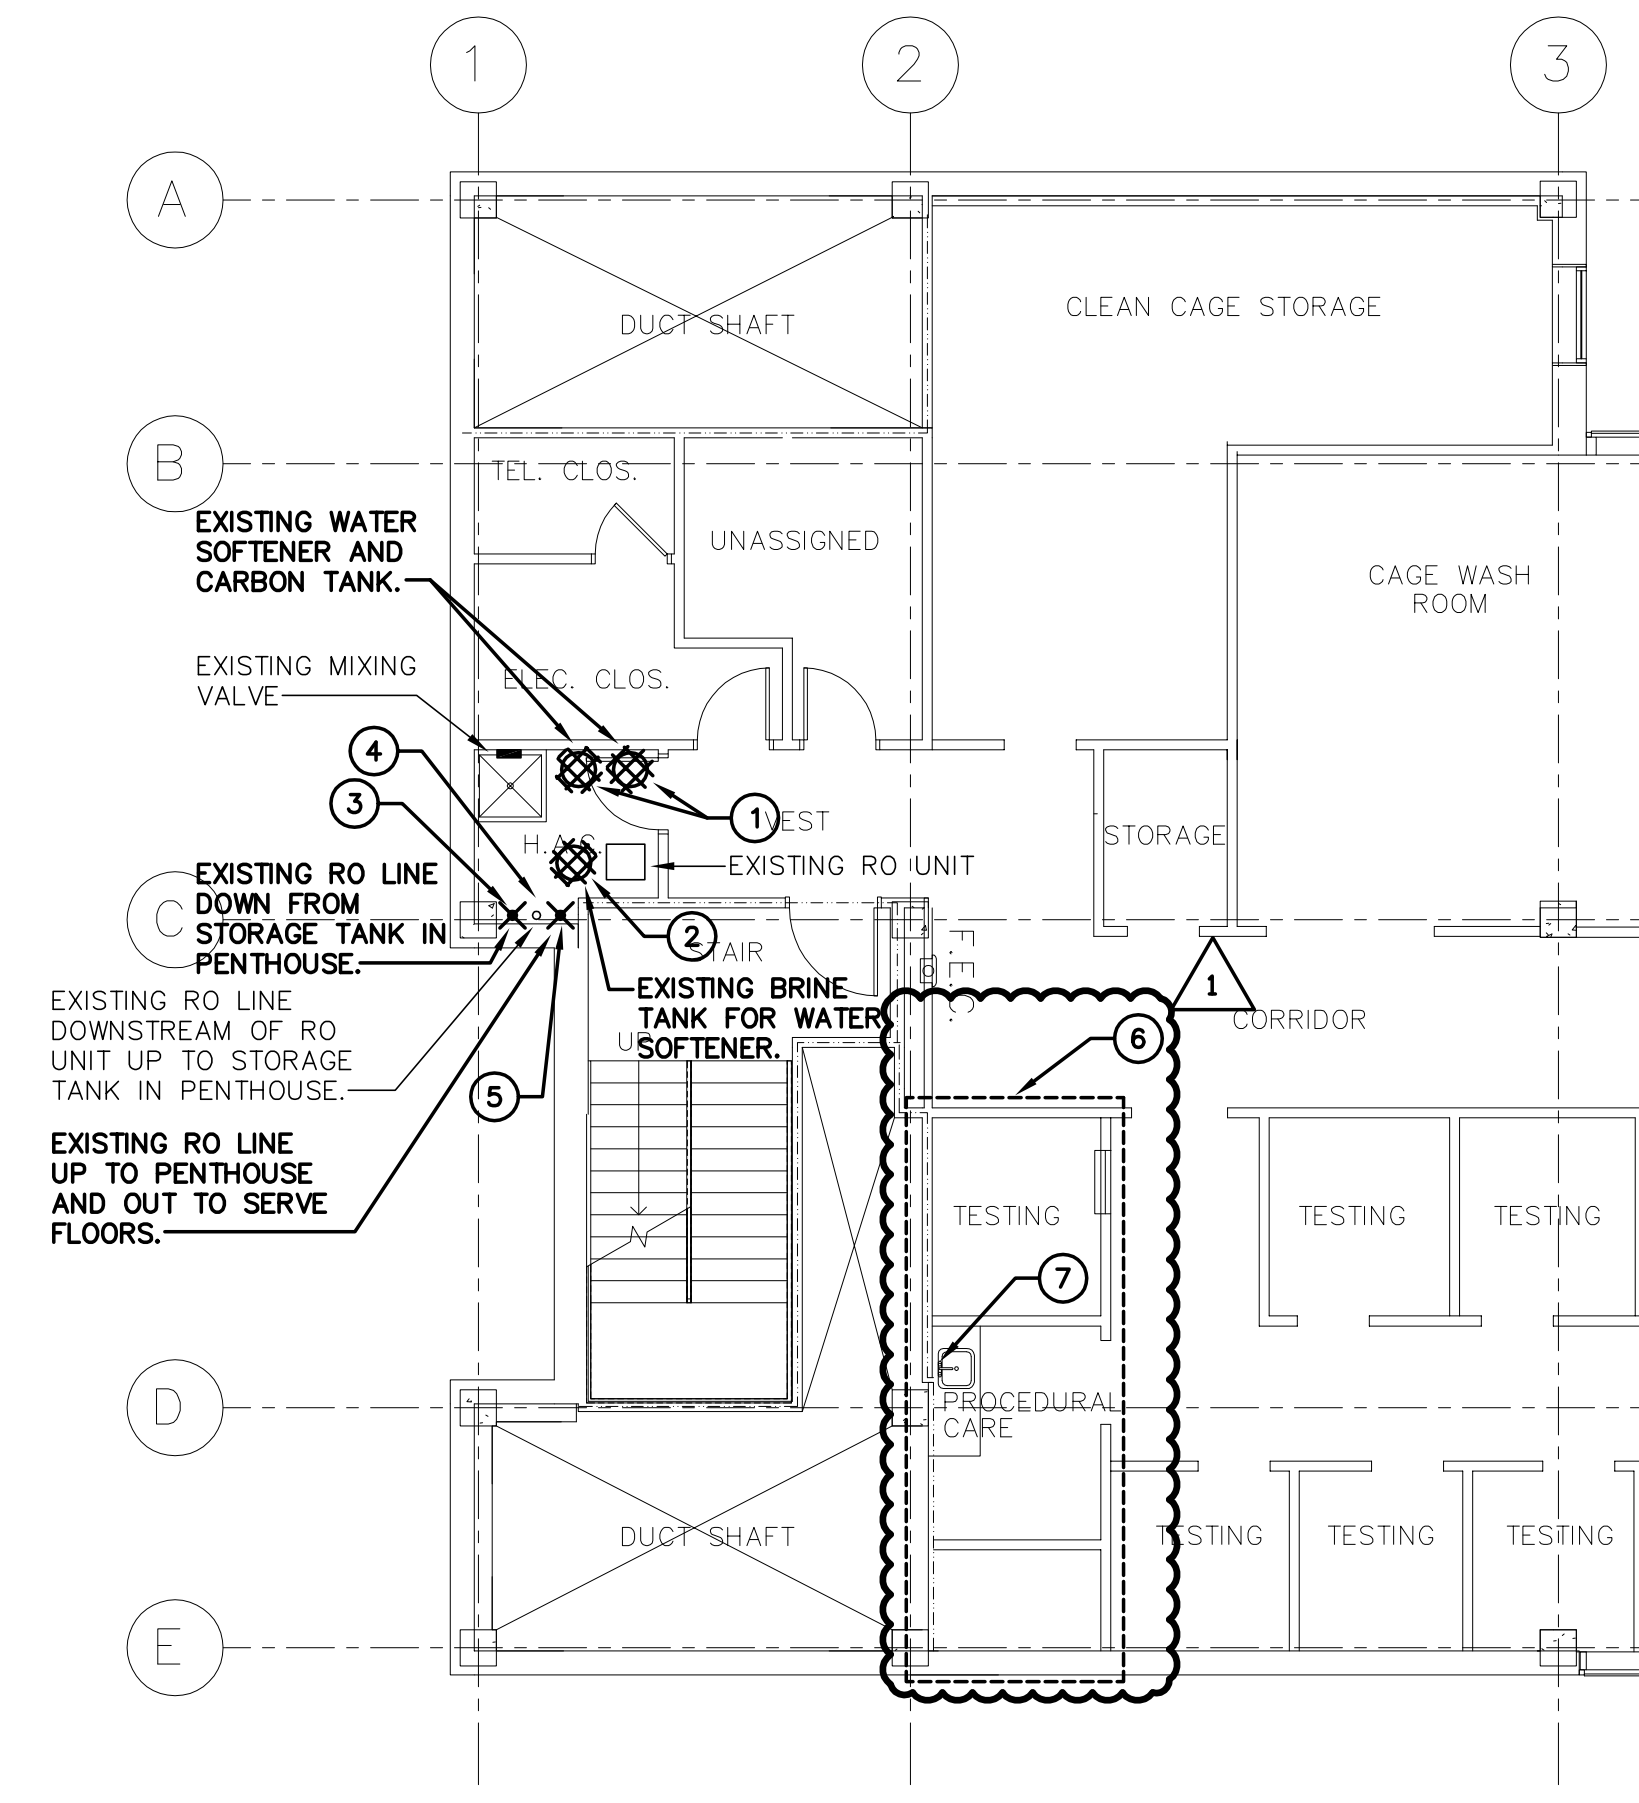 1
2
3
A
DUCT SHAFT
CLEAN CAGE STORAGE
B
TEL. CLOS.
EXISTING WATER
SOFTENER AND
CARBON TANK.
UNASSIGNED
CAGE WASH
ROOM
EXISTING MIXING
VALVE
ELEC. CLOS.
4
3
1
VEST
STORAGE
H.A.C.
EXISTING RO UNIT
EXISTING RO LINE
DOWN FROM
STORAGE TANK IN
PENTHOUSE.
C
2
STAIR
F.E.C.
EXISTING BRINE
TANK FOR WATER
SOFTENER.
UP
1
CORRIDOR
6
EXISTING RO LINE
DOWNSTREAM OF RO
UNIT UP TO STORAGE
TANK IN PENTHOUSE.
5
EXISTING RO LINE
UP TO PENTHOUSE
AND OUT TO SERVE
FLOORS.
TESTING
TESTING
TESTING
7
D
PROCEDURAL
CARE
DUCT SHAFT
TESTING
TESTING
TESTING
E